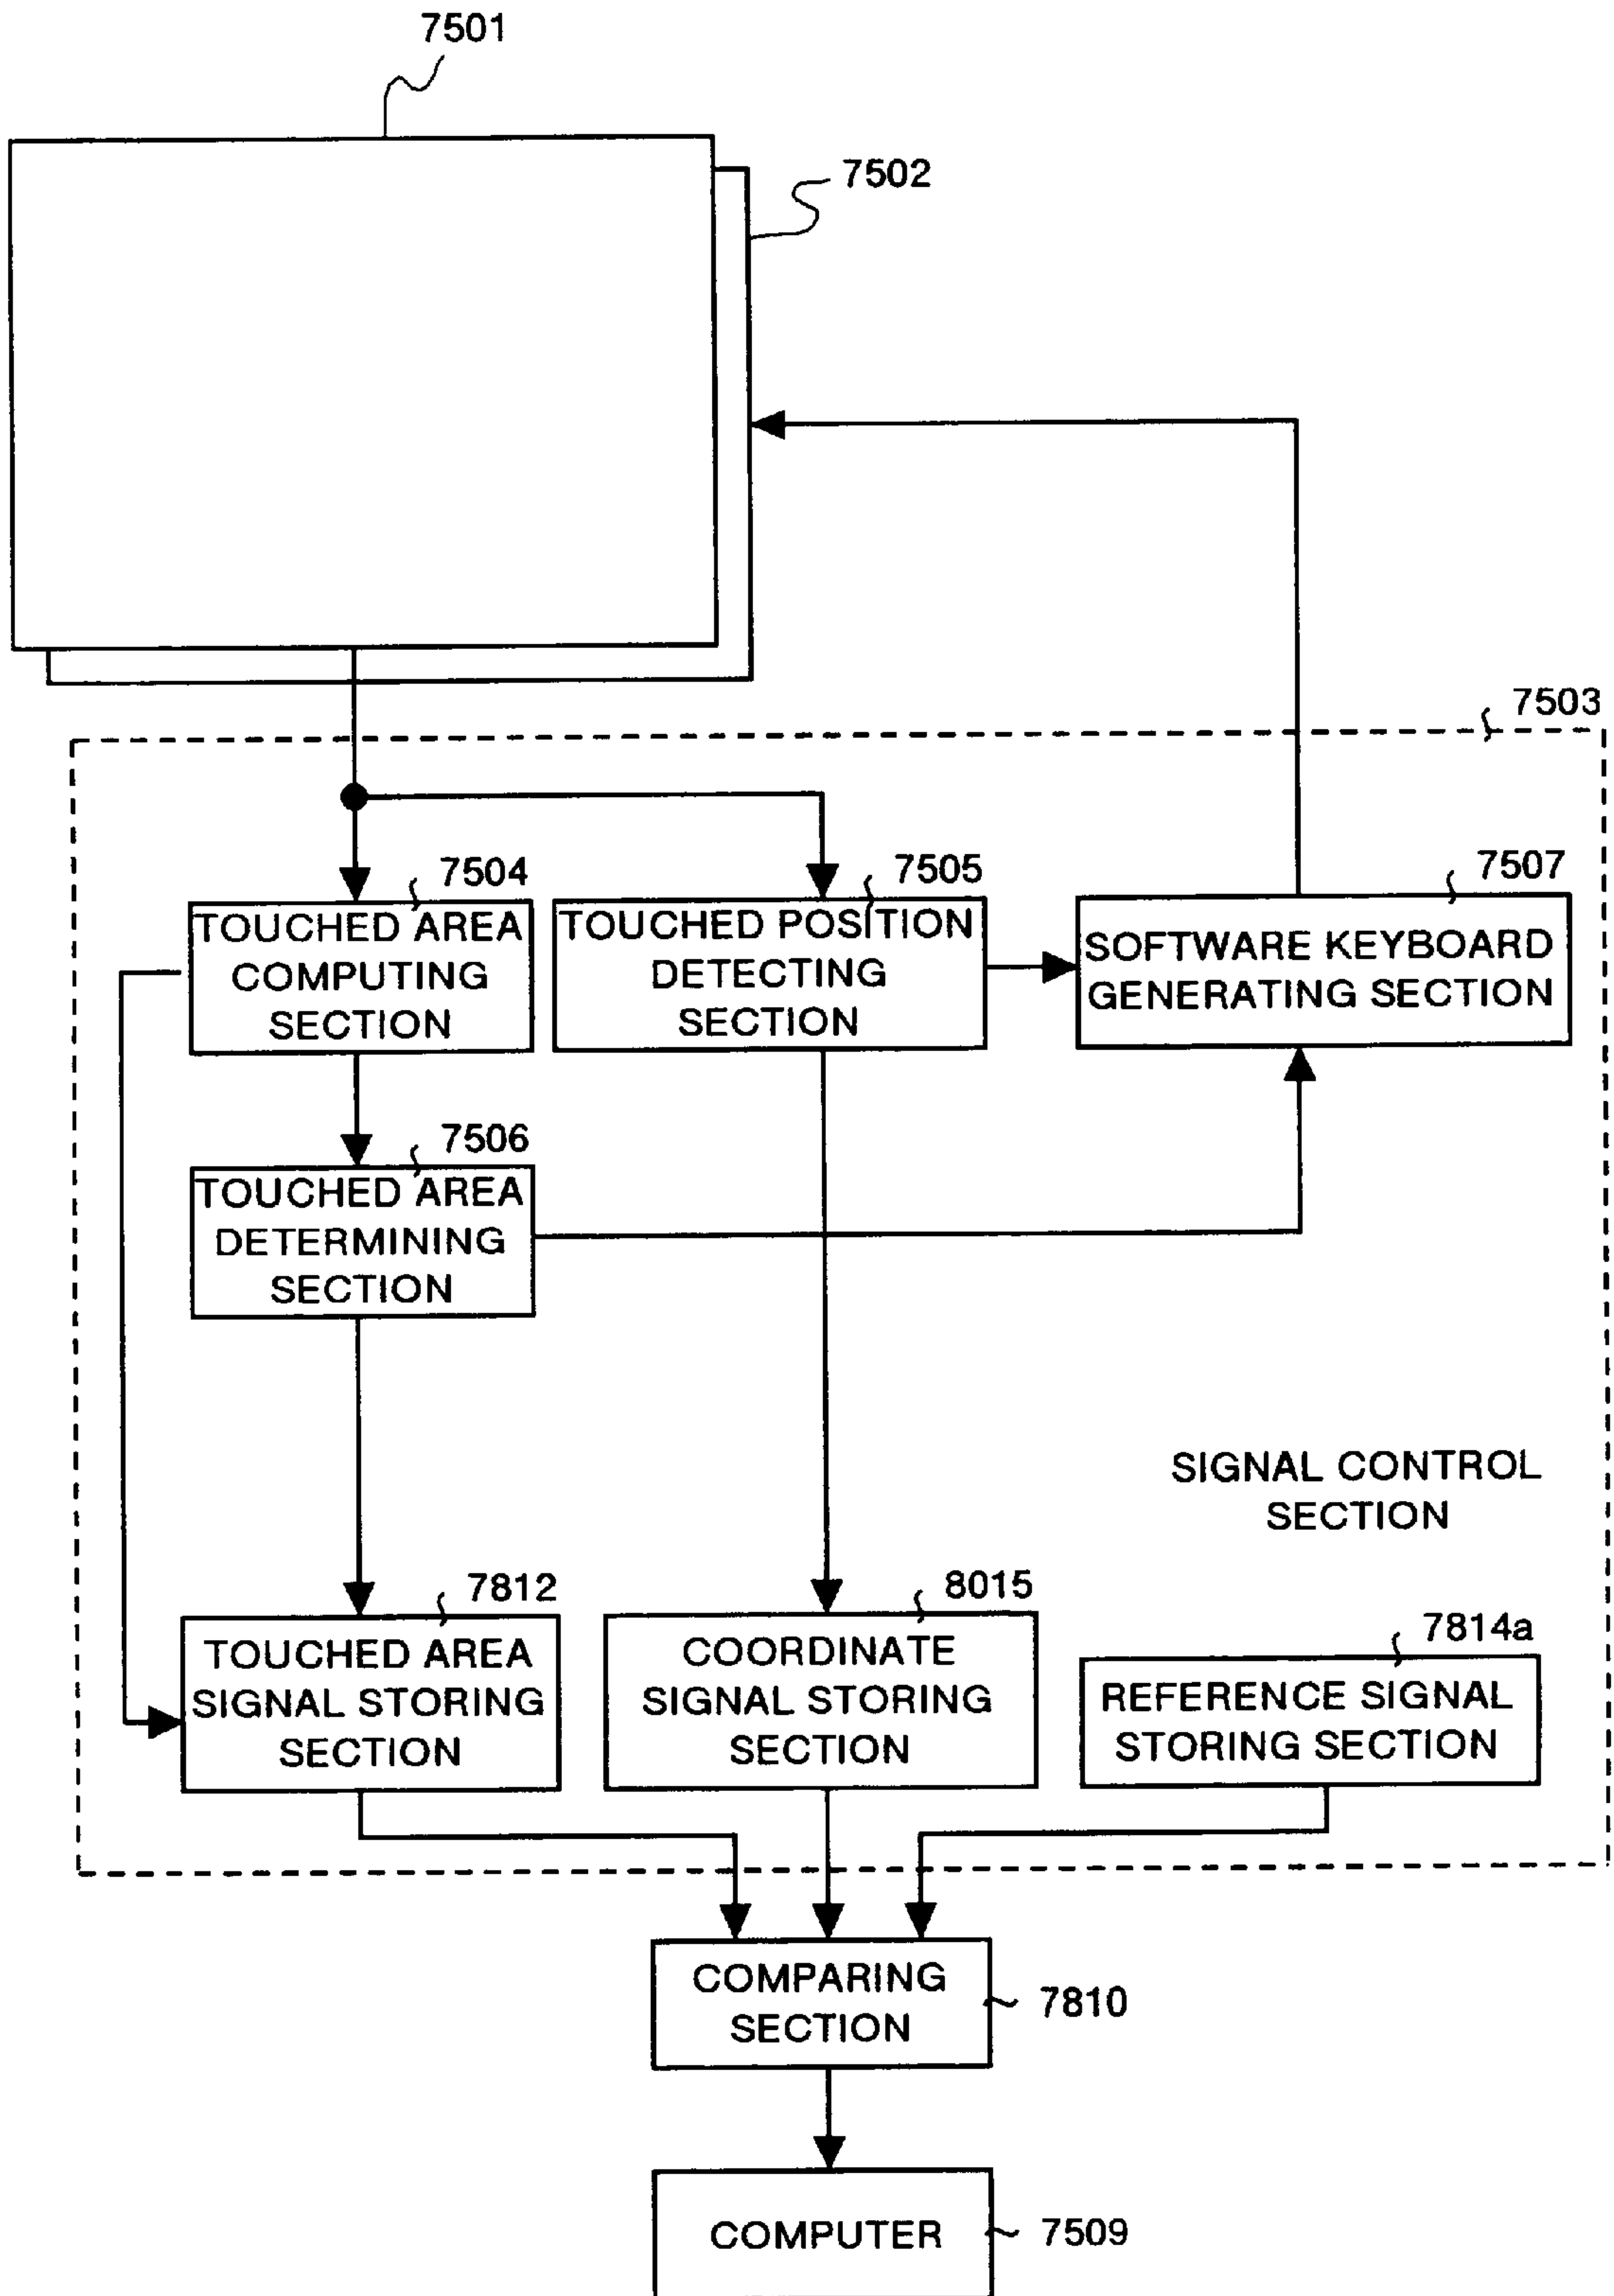 7501
7502
7503
7504
TOUCHED AREA
COMPUTING
SECTION
7505
TOUCHED POSITION
DETECTING
SECTION
7507
SOFTWARE KEYBOARD
GENERATING SECTION
7506
TOUCHED AREA
DETERMINING
SECTION
SIGNAL CONTROL
SECTION
7812
TOUCHED AREA
SIGNAL STORING
SECTION
8015
COORDINATE
SIGNAL STORING
SECTION
7814a
REFERENCE SIGNAL
STORING SECTION
COMPARING
SECTION
7810
COMPUTER
7509